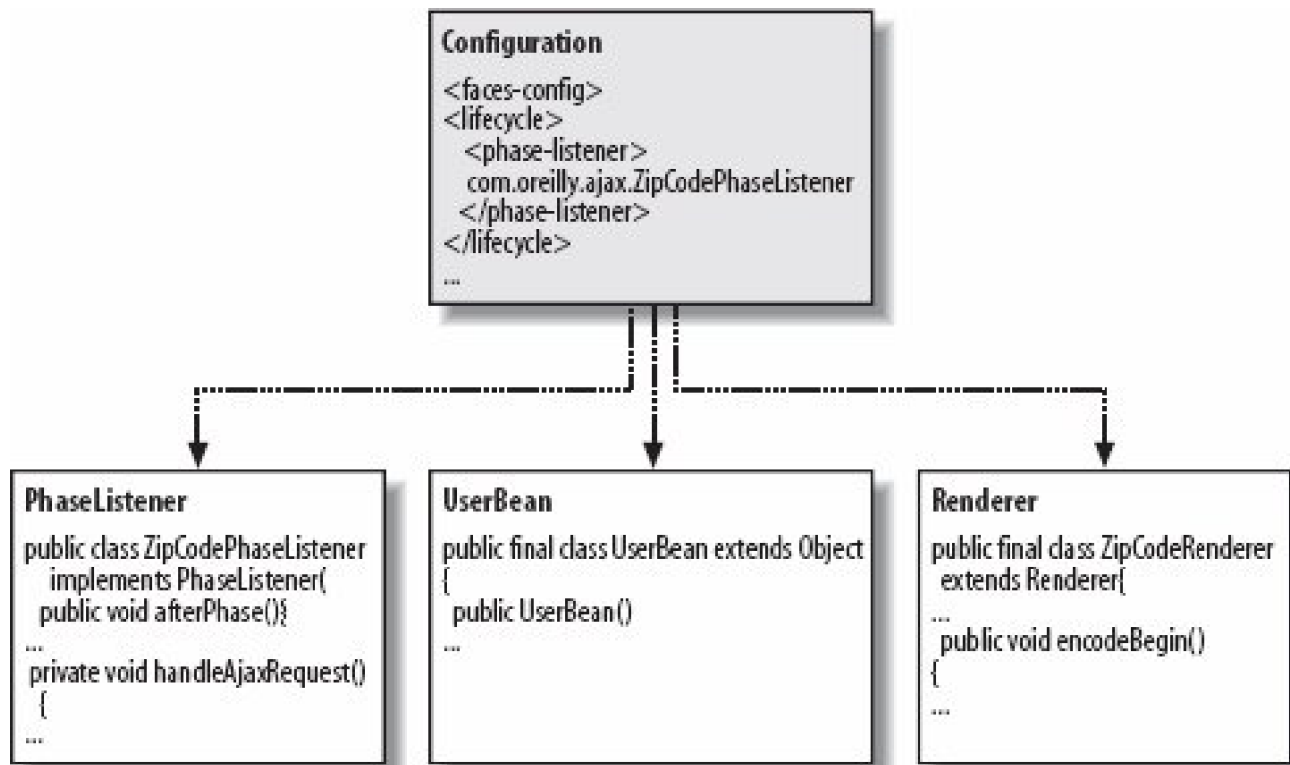 Configuration
<faces-config>
<lifecycle>
<phase-listener>
com.oreilly.ajax.ZipCodePhaseListener
</phase-listener>
</lifecycle>
...
PhaseListener
public class ZipCodePhaseListener
implements PhaseListener(
public void afterPhase()}
...
private void handleAjaxRequest()
{
...
UserBean
public final class UserBean extends Object
{
public UserBean()
...
Renderer
public final class ZipCodeRenderer
extends Renderer{
...
public void encodeBegin()
{
...